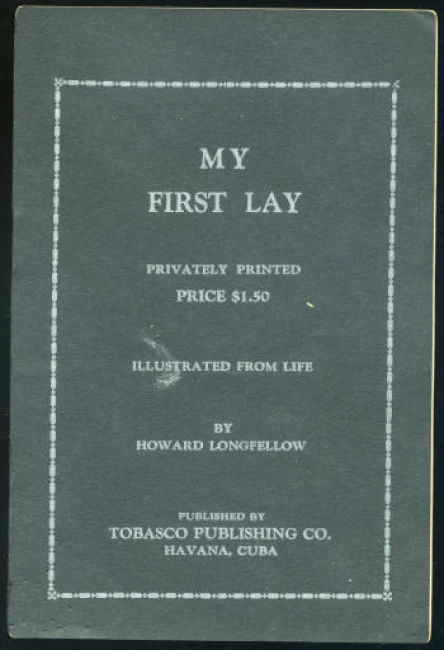 MY
FIRST LAY
PRIVATELY PRINTED
PRICE $1.50
ILLUSTRATED FROM LIFE
BY
HOWARD LONGFELLOW
PUBLISHED BY
TOBASCO PUBLISHING CO.
HAVANA, CUBA